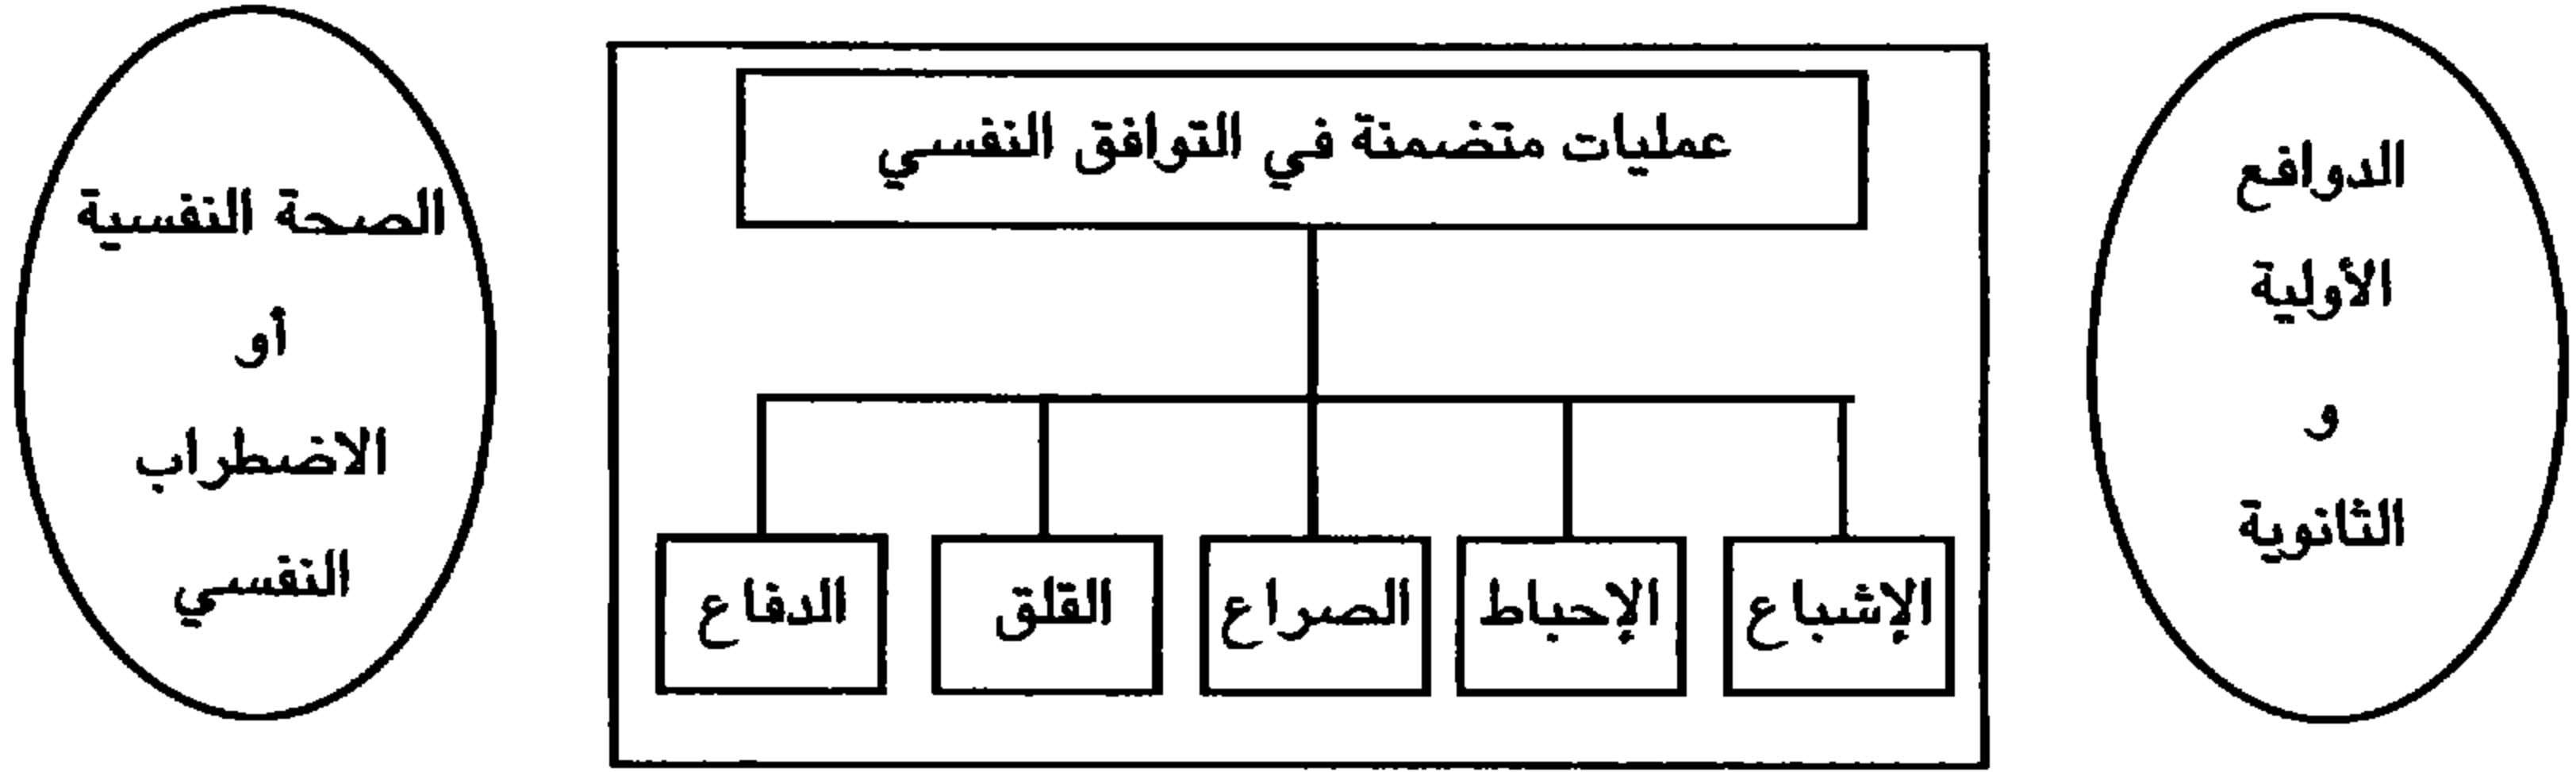 الدوافع
الأولية
و
الثانوية
عمليات متضمنة في التوافق النفسي
الإشباع
الإحباط
الصراع
القلق
الدفاع
الصحة النفسية
أو
الاضطراب
النفسي